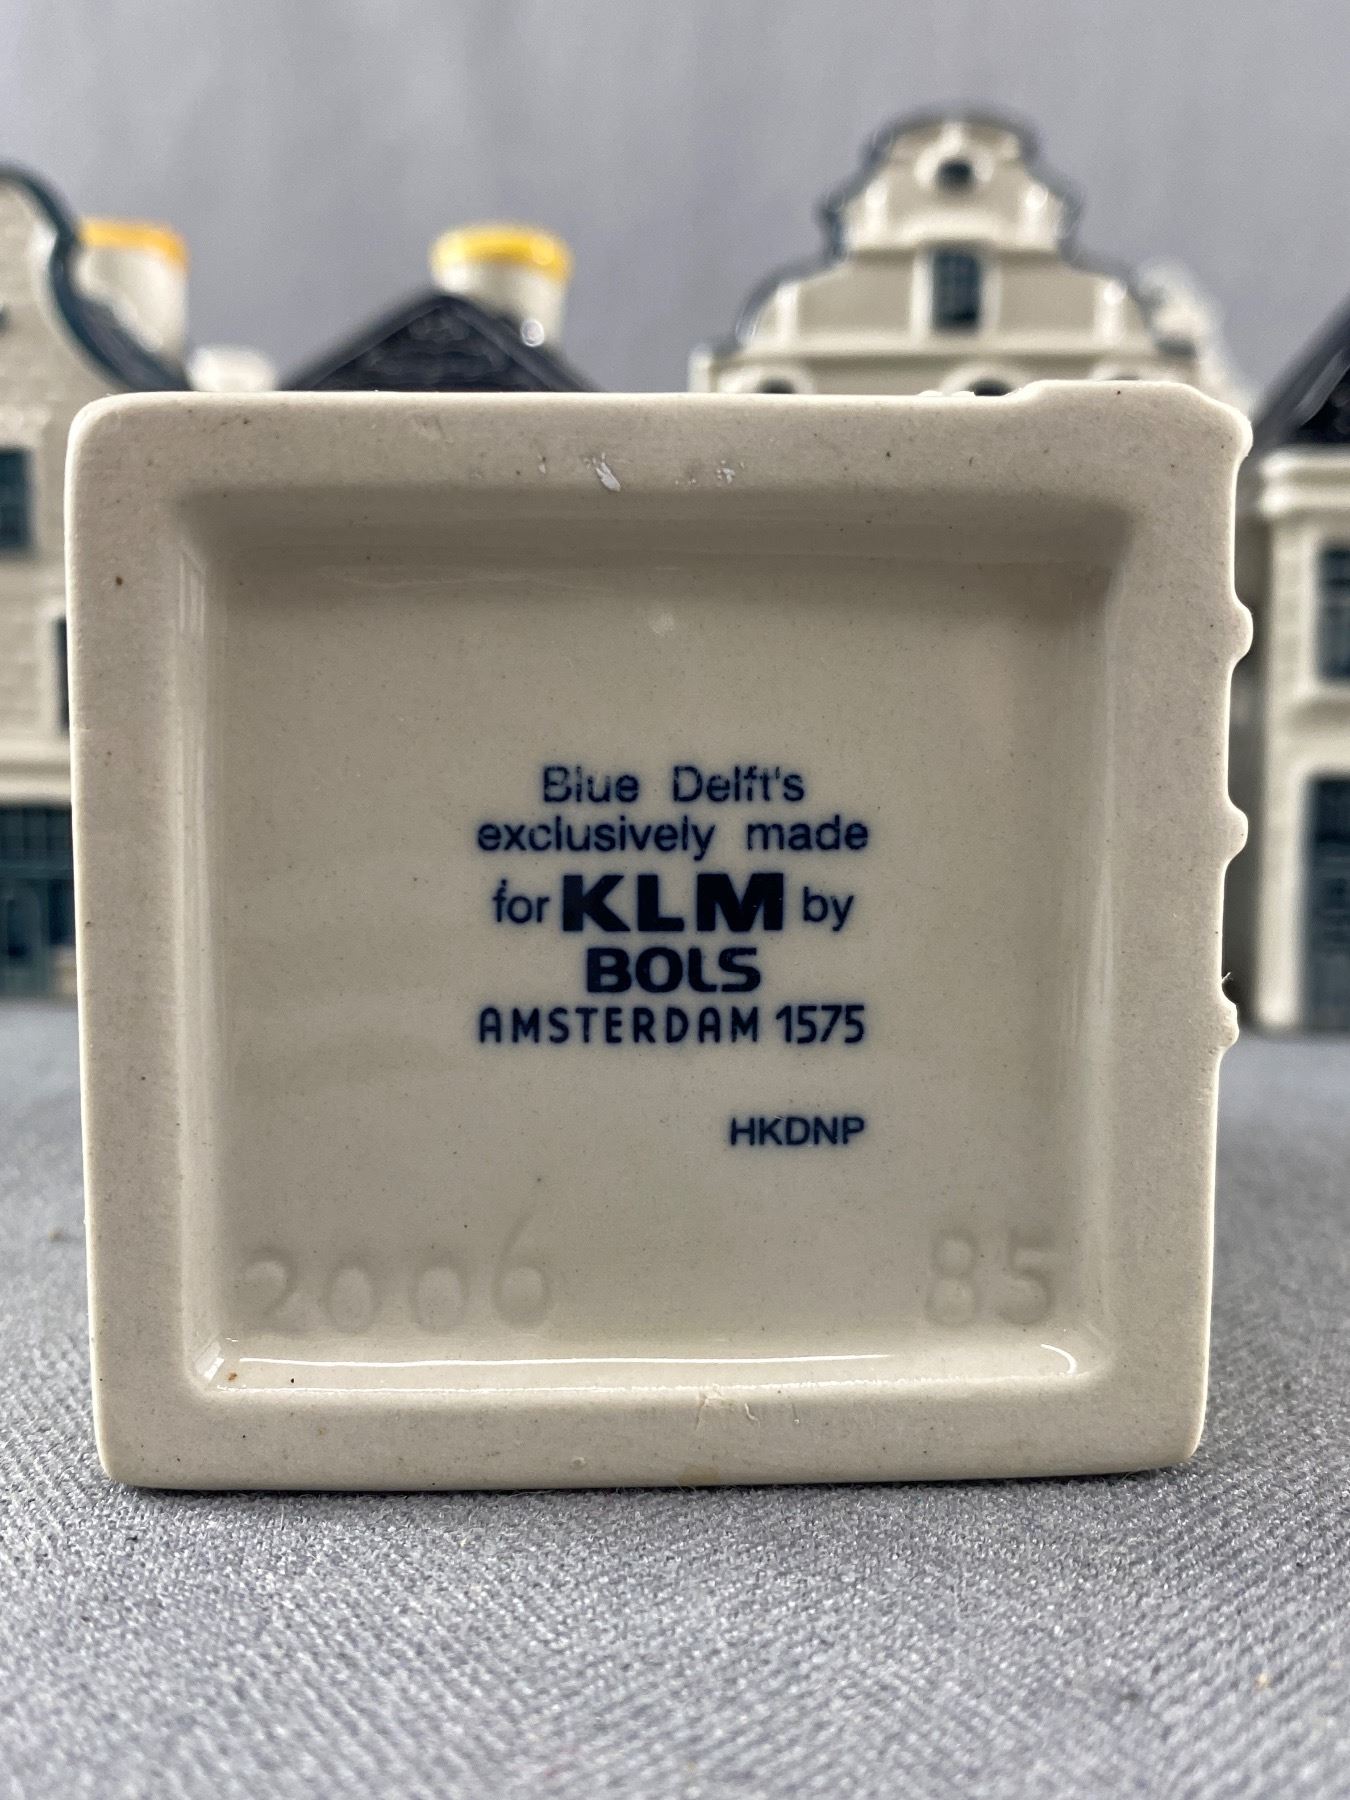 Blue Delft's
exclusively made
for KLM by
BOLS
AMSTERDAM 1575
HKDNP
2006 85